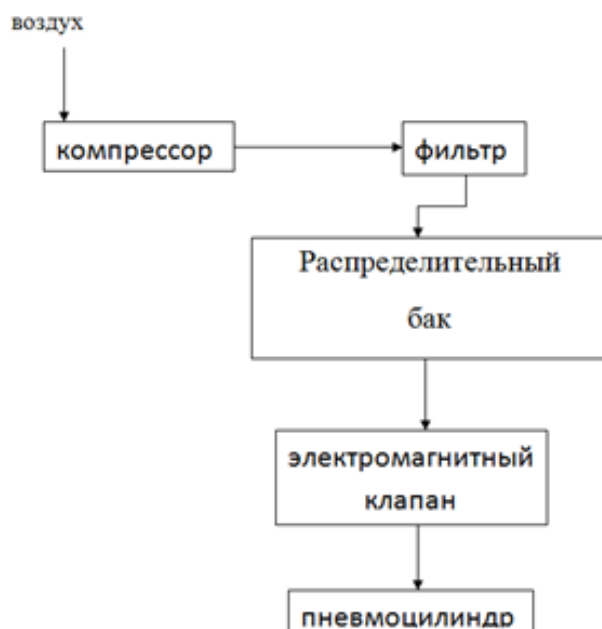 воздух
компрессор
фильтр
Распределительный
бак
электромагнитный
клапан
пневмоцилиндр